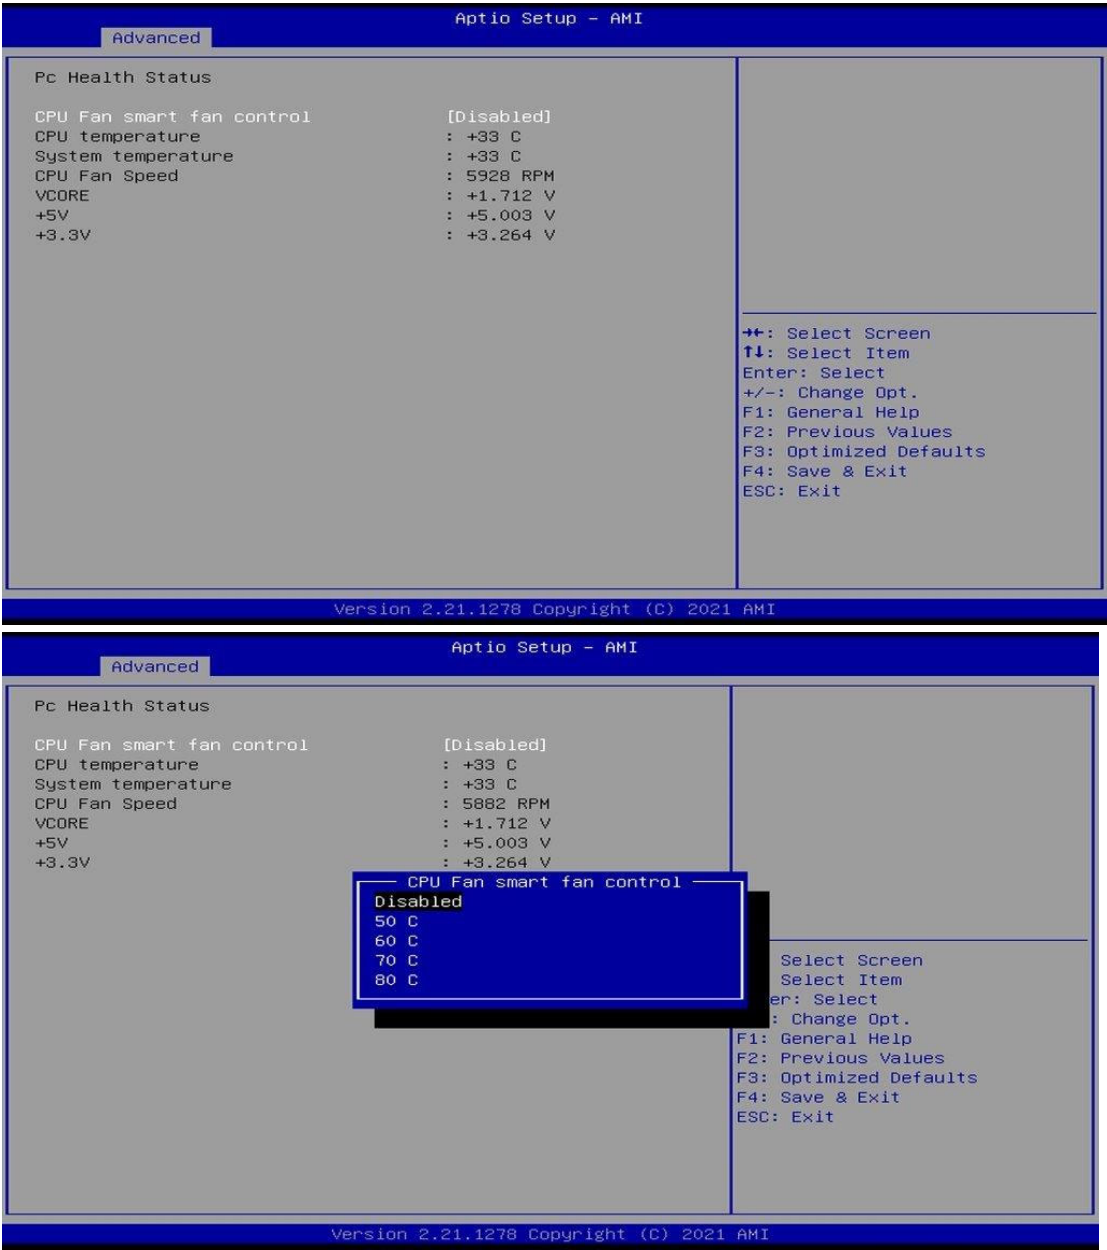 Aptio Setup – AMI
Advanced
Pc Health Status
CPU Fan smart fan control [Disabled]
CPU temperature : +33 C
System temperature : +33 C
CPU Fan Speed : 5928 RPM
VCORE : +1.712 V
+5V : +5.003 V
+3.3V : +3.264 V
→←: Select Screen
↑↓: Select Item
Enter: Select
+/-: Change Opt.
F1: General Help
F2: Previous Values
F3: Optimized Defaults
F4: Save & Exit
ESC: Exit
Version 2.21.1278 Copyright (C) 2021 AMI
Aptio Setup – AMI
Advanced
Pc Health Status
CPU Fan smart fan control [Disabled]
CPU temperature : +33 C
System temperature : +33 C
CPU Fan Speed : 5882 RPM
VCORE : +1.712 V
+5V : +5.003 V
+3.3V : +3.264 V
CPU Fan smart fan control
Disabled
50 C
60 C
70 C
80 C
Select Screen
Select Item
er: Select
: Change Opt.
F1: General Help
F2: Previous Values
F3: Optimized Defaults
F4: Save & Exit
ESC: Exit
Version 2.21.1278 Copyright (C) 2021 AMI